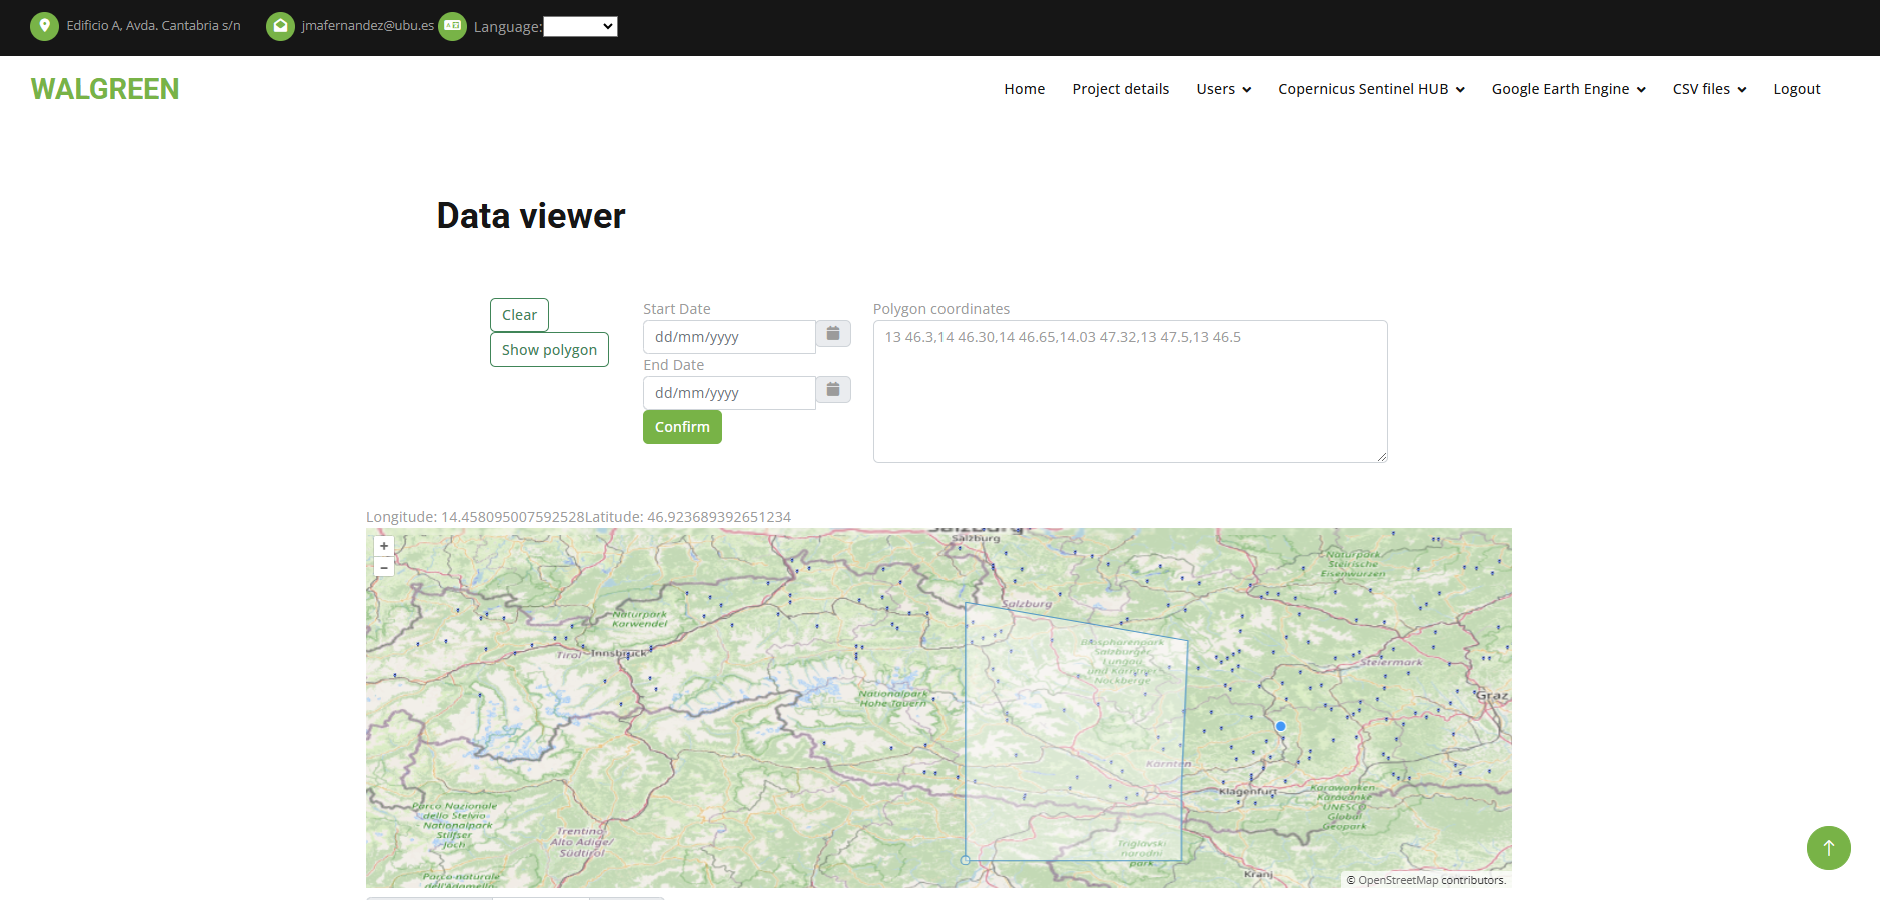 Edificio A, Avda. Cantabria s/n
jmafernandez@ubu.es
Language:
WALGREEN
Home
Project details
Users
Copernicus Sentinel HUB
Google Earth Engine
CSV files
Logout
Data viewer
Clear
Show polygon
Start Date
dd/mm/yyyy
End Date
dd/mm/yyyy
Confirm
Polygon coordinates
13 46.3,14 46.30,14 46.65,14.03 47.32,13 47.5,13 46.5
Longitude: 14.458095007592528Latitude: 46.923689392651234
+
−
Salzburg
Salzburg
Naturpark
Steirische
Eisenwurzen
Salzburg
Naturpark
Karwendel
Tirol
Innsbruck
Biosphärenpark
Salzburger
Lungau
und Kärntner
Nockberge
Steiermark
Nationalpark
Hohe Tauern
Graz
Kärnten
Klagenfurt
Karawanken-
Karavanke
UNESCO
Global
Geopark
Parco Nazionale
dello Stelvio
- Nationalpark
Stilfser
Joch
Trentino-
Alto Adige/
Südtirol
Triglavski
narodni
park
Kranj
Parco naturale
dell'Adamello
© OpenStreetMap contributors.